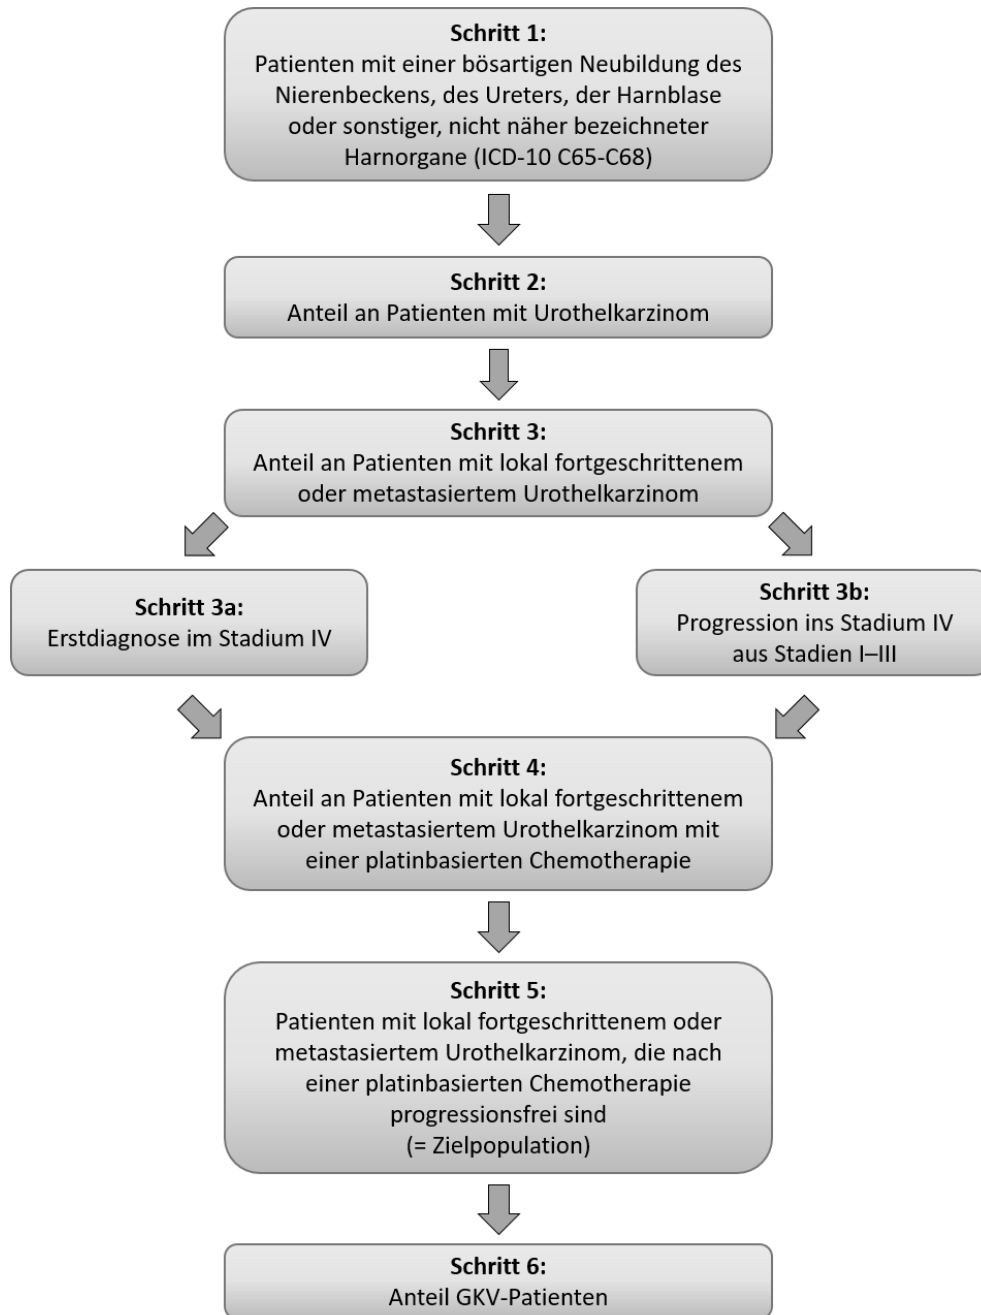 Schritt 1:
Patienten mit einer bösartigen Neubildung des
Nierenbeckens, des Ureters, der Harnblase
oder sonstiger, nicht näher bezeichneter
Harnorgane (ICD-10 C65-C68)
Schritt 2:
Anteil an Patienten mit Urothelkarzinom
Schritt 3:
Anteil an Patienten mit lokal fortgeschrittenem
oder metastasiertem Urothelkarzinom
Schritt 3a:
Erstdiagnose im Stadium IV
Schritt 3b:
Progression ins Stadium IV
aus Stadien I–III
Schritt 4:
Anteil an Patienten mit lokal fortgeschrittenem
oder metastasiertem Urothelkarzinom mit
einer platinbasierten Chemotherapie
Schritt 5:
Patienten mit lokal fortgeschrittenem oder
metastasiertem Urothelkarzinom, die nach
einer platinbasierten Chemotherapie
progressionsfrei sind
(= Zielpopulation)
Schritt 6:
Anteil GKV-Patienten